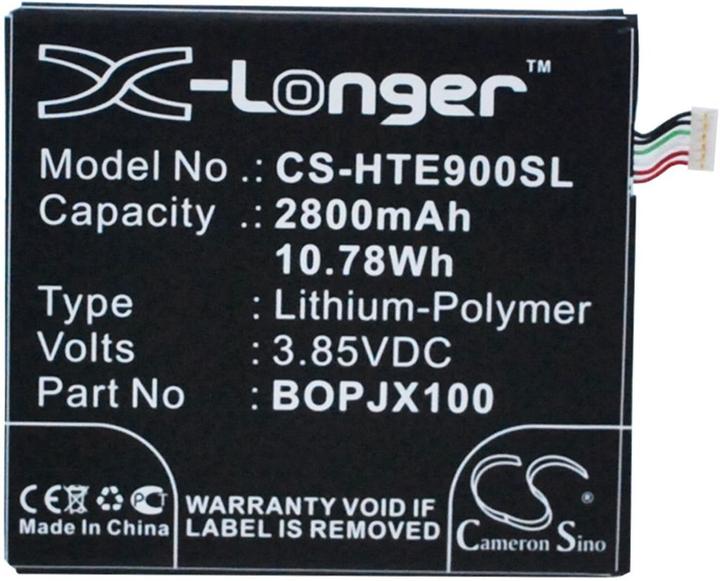 X-Longer™
Model No .: CS-HTE900SL
Capacity .: 2800mAh
10.78Wh
Type : Lithium-Polymer
Volts : 3.85VDC
Part No : BOPJX100
CE PCT
Made In China
WARRANTY VOID IF
LABEL IS REMOVED
CS ®
Cameron Sino